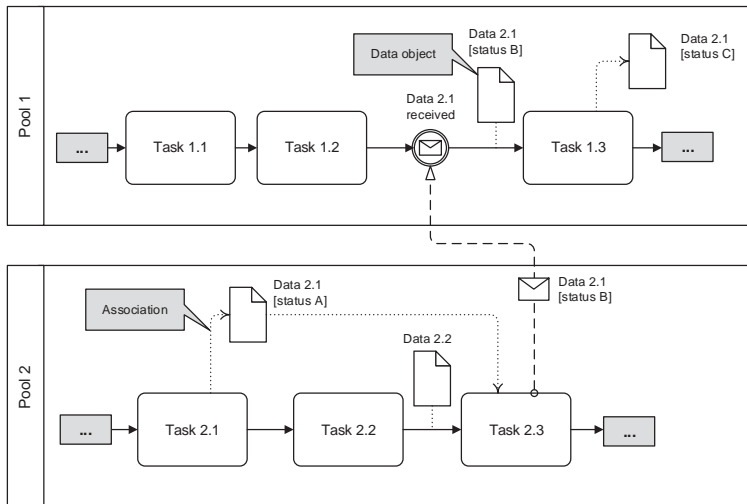 Pool 1
Data object
Data 2.1
[status B]
Data 2.1
[status C]
Data 2.1
received
...
Task 1.1
Task 1.2
Task 1.3
...
Pool 2
Association
Data 2.1
[status A]
Data 2.1
[status B]
Data 2.2
...
Task 2.1
Task 2.2
Task 2.3
...